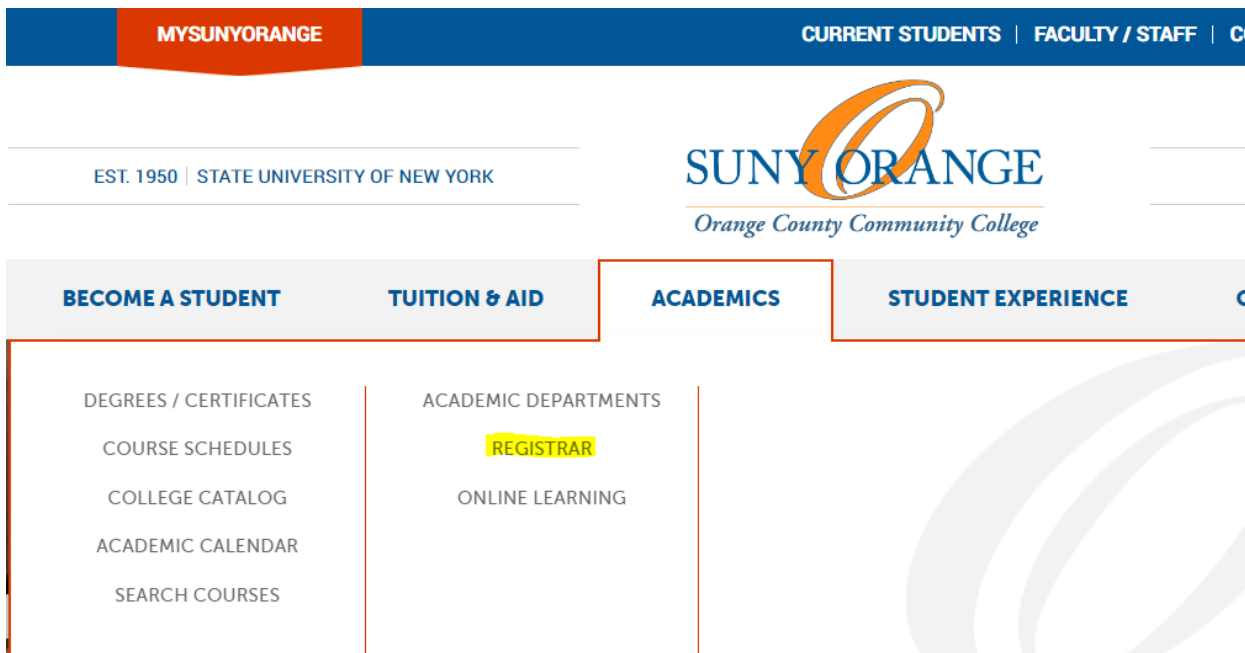 MYSUNYORANGE
CURRENT STUDENTS | FACULTY / STAFF |
EST. 1950 | STATE UNIVERSITY OF NEW YORK
SUNY ORANGE
Orange County Community College
BECOME A STUDENT
TUITION & AID
ACADEMICS
STUDENT EXPERIENCE
DEGREES / CERTIFICATES
COURSE SCHEDULES
COLLEGE CATALOG
ACADEMIC CALENDAR
SEARCH COURSES
ACADEMIC DEPARTMENTS
REGISTRAR
ONLINE LEARNING